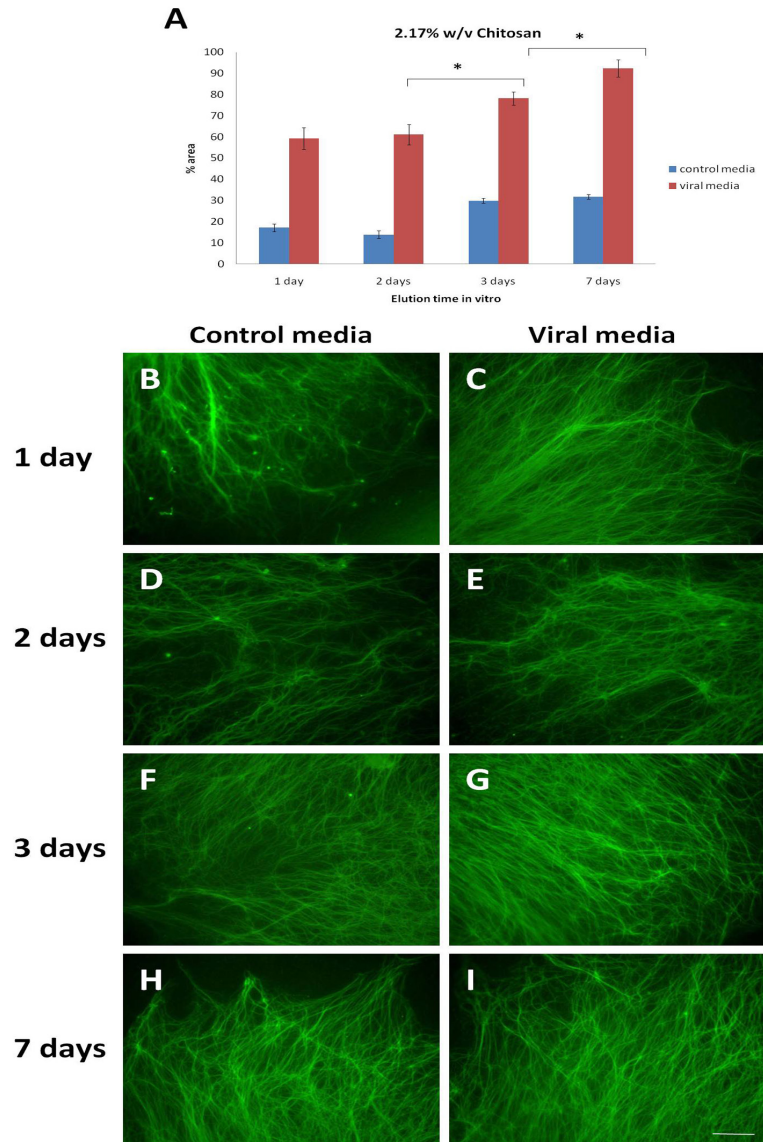 A
2.17% w/v Chitosan
100
90
80
70
60
50
40
30
20
10
0
% area
*
*
control media
viral media
1 day
2 days
3 days
7 days
Elution time in vitro
Control media
Viral media
1 day
B
C
2 days
D
E
3 days
F
G
7 days
H
I